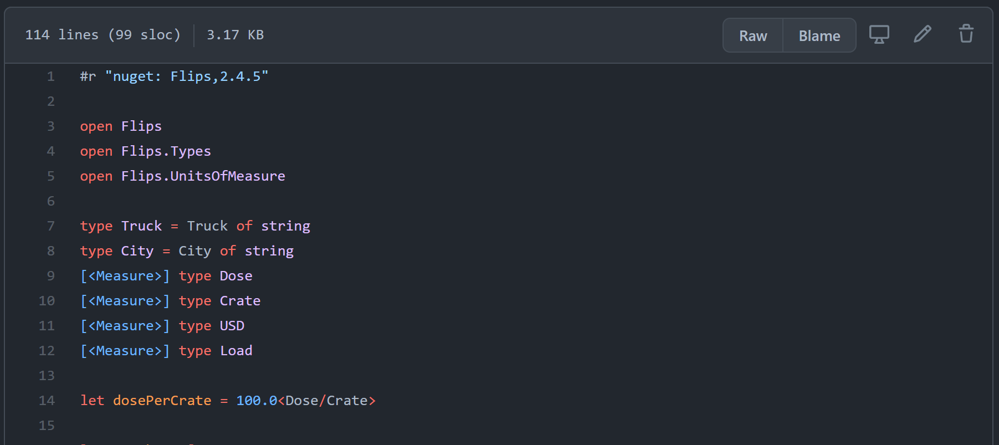 114 lines (99 sloc) 3.17 KB Raw Blame
1 #r "nuget: Flips,2.4.5"
2
3 open Flips
4 open Flips.Types
5 open Flips.UnitsOfMeasure
6
7 type Truck = Truck of string
8 type City = City of string
9 [<Measure>] type Dose
10 [<Measure>] type Crate
11 [<Measure>] type USD
12 [<Measure>] type Load
13
14 let dosePerCrate = 100.0<Dose/Crate>
15